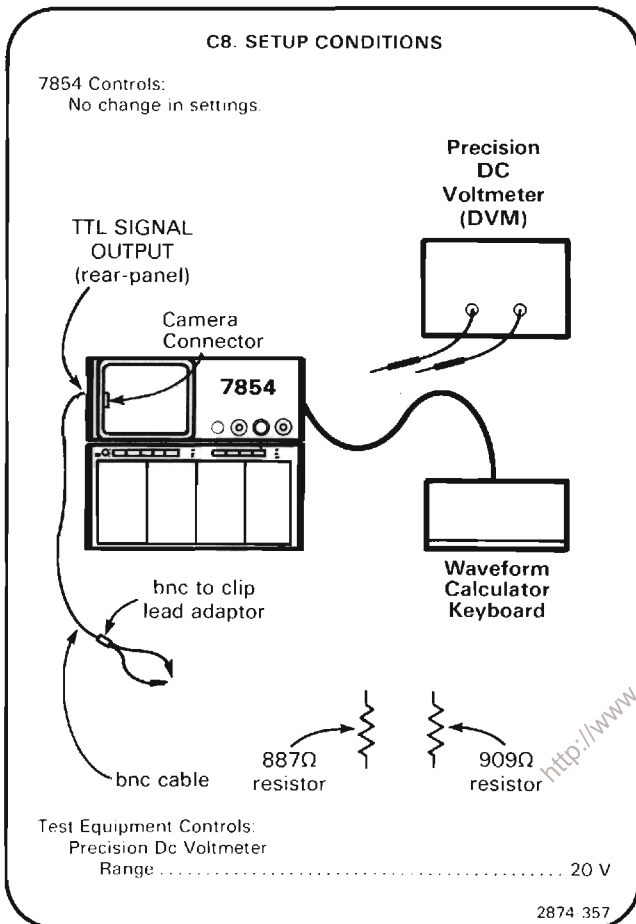 C8. SETUP CONDITIONS
7854 Controls:
No change in settings.
Precision
DC
Voltmeter
(DVM)
TTL SIGNAL
OUTPUT
(rear-panel)
Camera
Connector
7854
Waveform
Calculator
Keyboard
bnc to clip
lead adaptor
bnc cable
887Ω
resistor
909Ω
resistor
http://www
Test Equipment Controls:
Precision Dc Voltmeter
Range . . . . . . . . . . . . . . . . . . . . . . . . . . . . . . . . . . . . . . . . . . . 20 V
2874-357